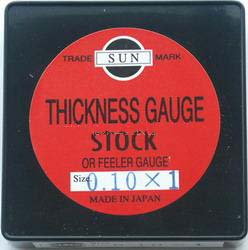 TRADE SUN MARK
THICKNESS GAUGE
STOCK
OR FEELER GAUGE
Size 0.10×1
MADE IN JAPAN